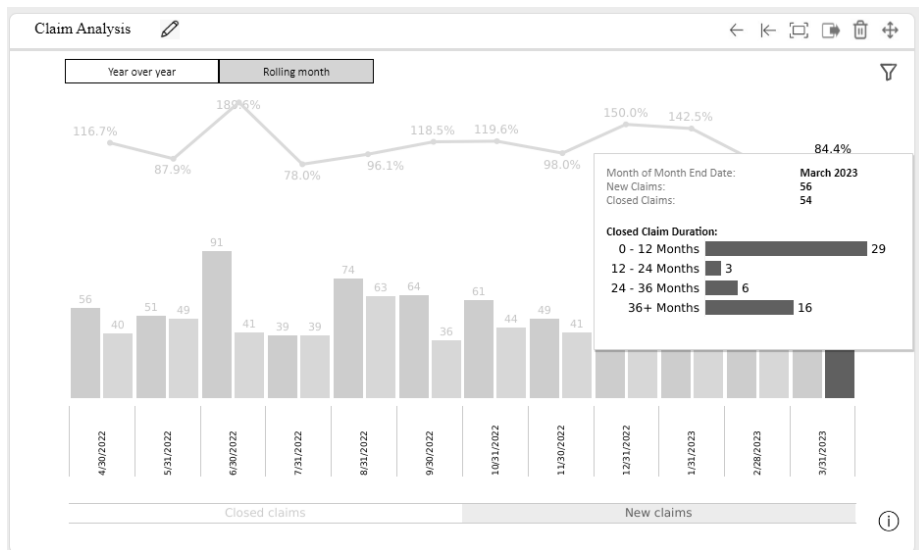 Claim Analysis
Year over year Rolling month
116.7% 87.9% 189.6% 78.0% 96.1% 118.5% 119.6% 98.0% 150.0% 142.5% 84.4%
Month of Month End Date: March 2023
New Claims: 56
Closed Claims: 54
Closed Claim Duration:
0 - 12 Months 29
12 - 24 Months 3
24 - 36 Months 6
36+ Months 16
56 40 51 49 91 41 39 39 74 63 64 36 61 44 49 41
4/30/2022 5/31/2022 6/30/2022 7/31/2022 8/31/2022 9/30/2022 10/31/2022 11/30/2022 12/31/2022 1/31/2023 2/28/2023 3/31/2023
Closed claims New claims